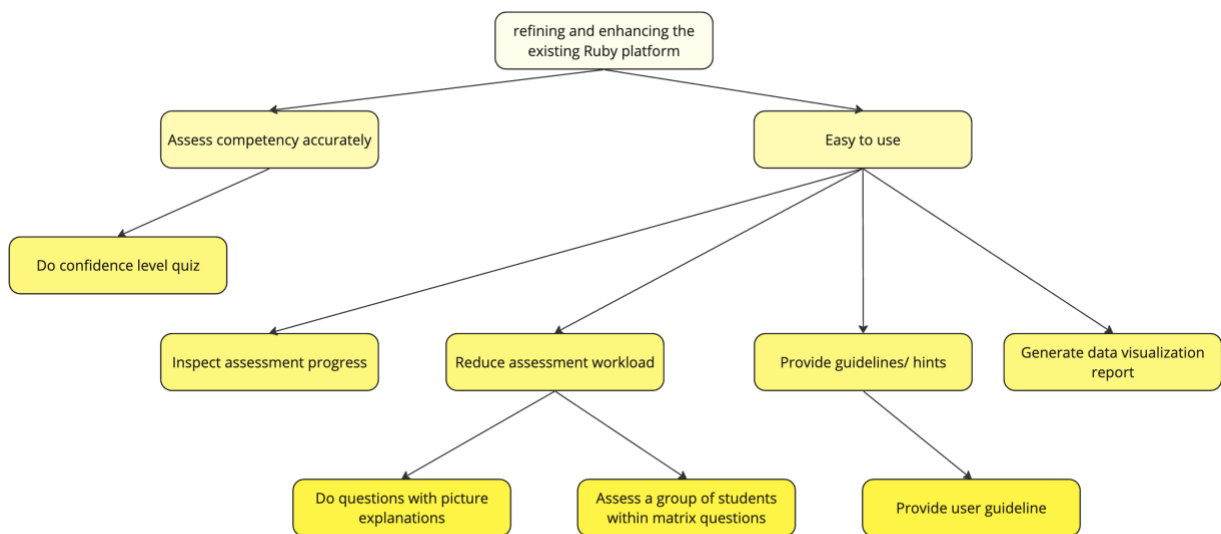 refining and enhancing the
existing Ruby platform
Assess competency accurately
Easy to use
Do confidence level quiz
Inspect assessment progress
Reduce assessment workload
Provide guidelines/ hints
Generate data visualization
report
Do questions with picture
explanations
Assess a group of students
within matrix questions
Provide user guideline